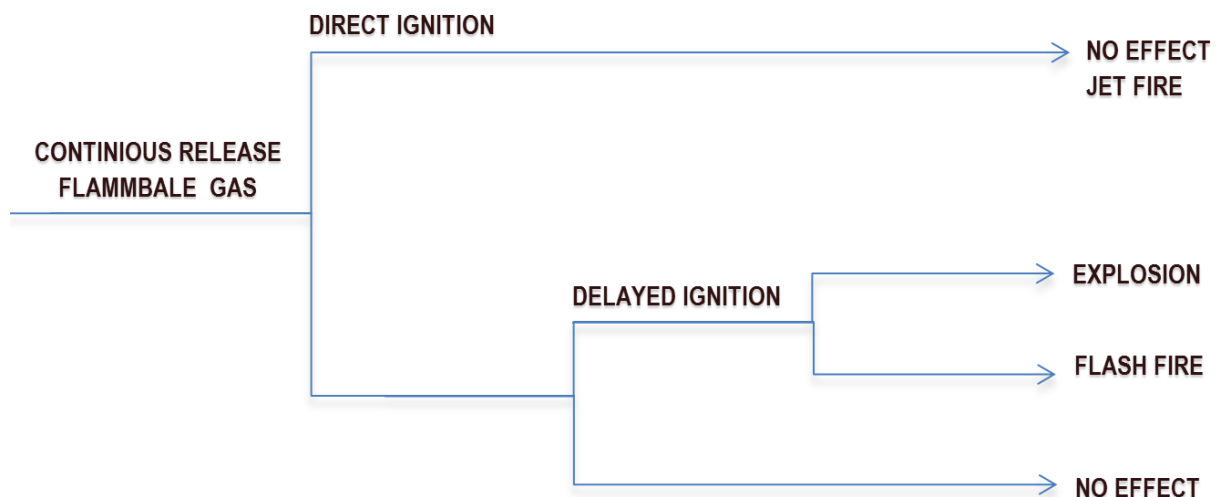 DIRECT IGNITION
NO EFFECT
JET FIRE
CONTINIOUS RELEASE
FLAMMBALE GAS
EXPLOSION
DELAYED IGNITION
FLASH FIRE
NO EFFECT